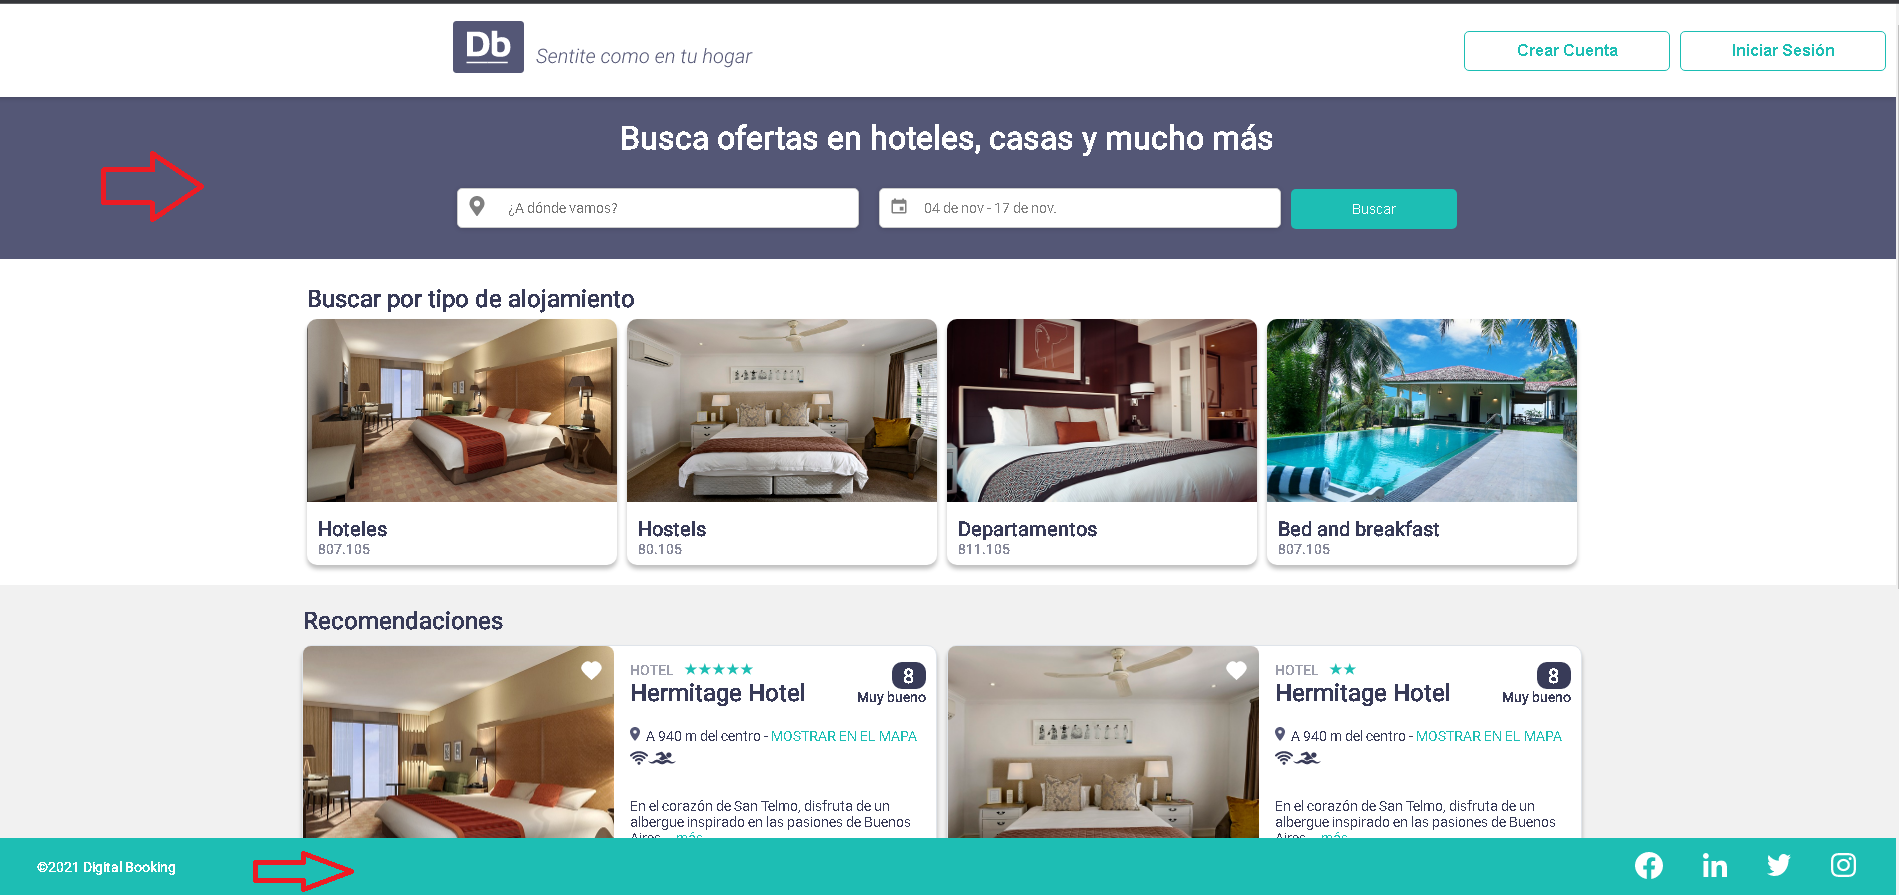 Db
Sentite como en tu hogar
Crear Cuenta
Iniciar Sesión
Busca ofertas en hoteles, casas y mucho más
¿A dónde vamos?
04 de nov - 17 de nov.
Buscar
Buscar por tipo de alojamiento
Hoteles
807.105
Hostels
80.105
Departamentos
811.105
Bed and breakfast
807.105
Recomendaciones
HOTEL
8
Hermitage Hotel
Muy bueno
A 940 m del centro - MOSTRAR EN EL MAPA
En el corazón de San Telmo, disfruta de un
albergue inspirado en las pasiones de Buenos
Aires... más
HOTEL
8
Hermitage Hotel
Muy bueno
A 940 m del centro - MOSTRAR EN EL MAPA
En el corazón de San Telmo, disfruta de un
albergue inspirado en las pasiones de Buenos
Aires... más
©2021 Digital Booking